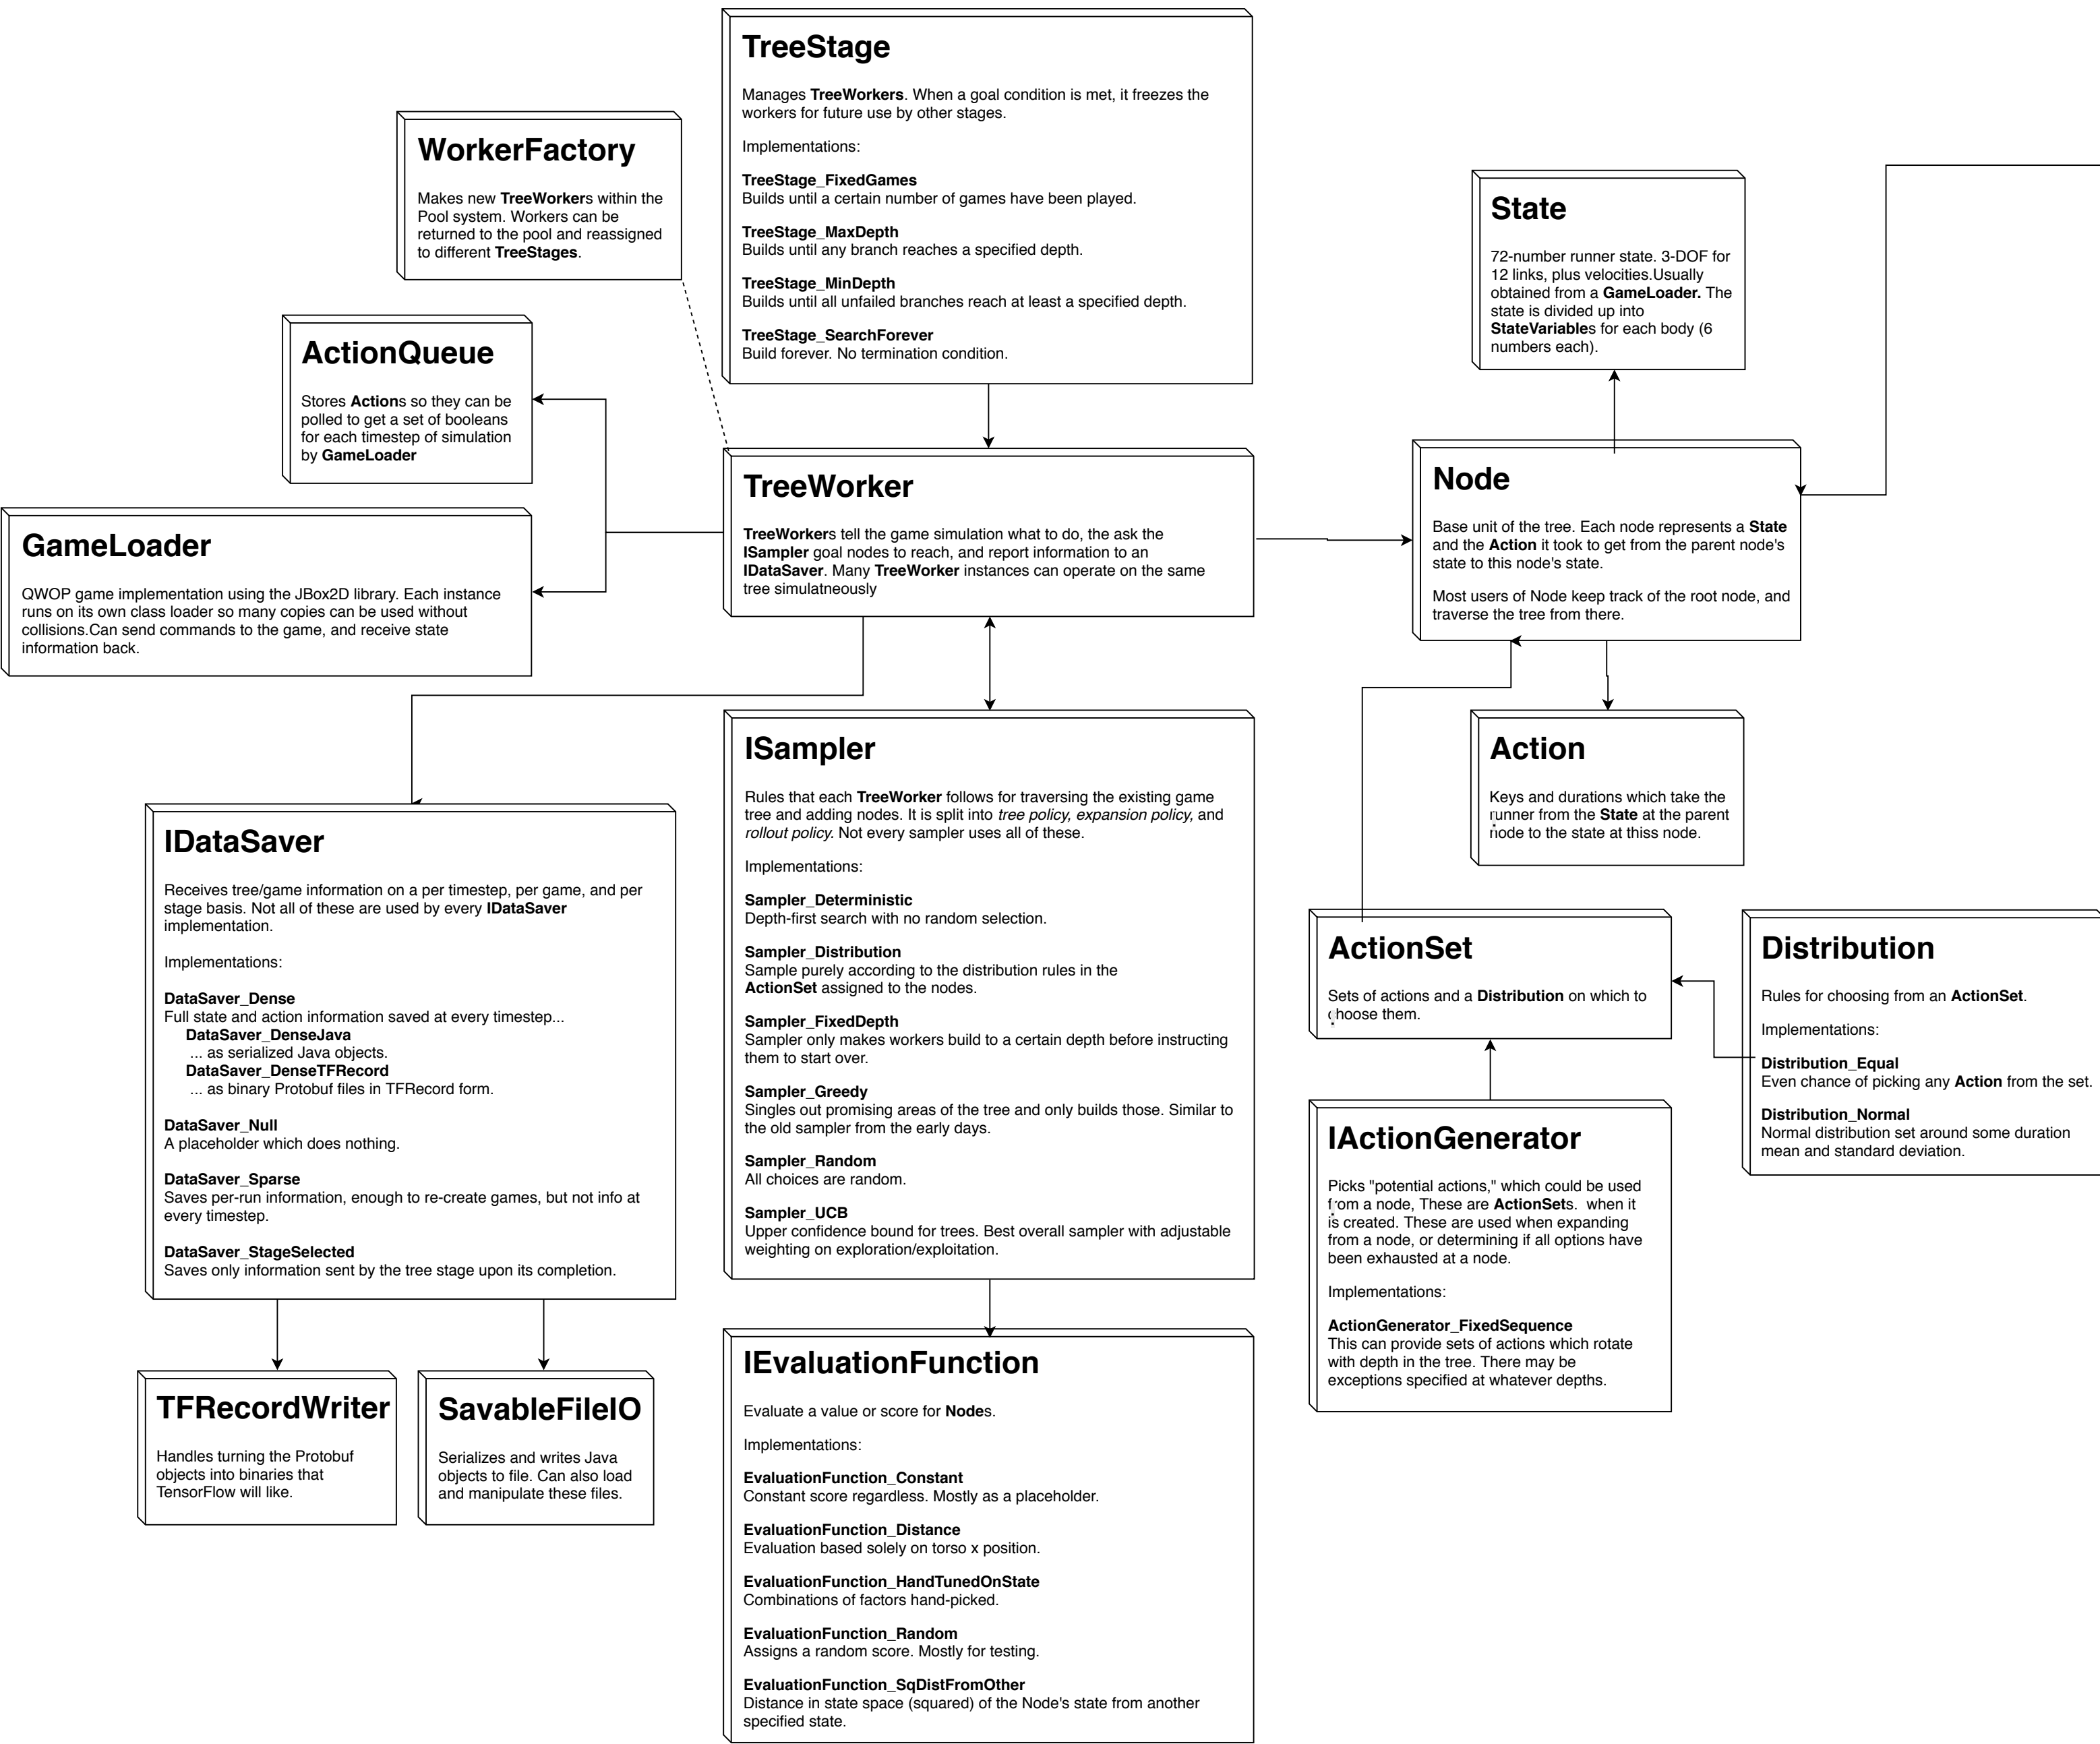 TreeStage
Manages TreeWorkers. When a goal condition is met, it freezes the
workers for future use by other stages.
Implementations:
TreeStage_FixedGames
Builds until a certain number of games have been played.
TreeStage_MaxDepth
Builds until any branch reaches a specified depth.
TreeStage_MinDepth
Builds until all unfailed branches reach at least a specified depth.
TreeStage_SearchForever
Build forever. No termination condition.
WorkerFactory
Makes new TreeWorkers within the
Pool system. Workers can be
returned to the pool and reassigned
to different TreeStages.
State
72-number runner state. 3-DOF for
12 links, plus velocities.Usually
obtained from a GameLoader. The
state is divided up into
StateVariables for each body (6
numbers each).
ActionQueue
Stores Actions so they can be
polled to get a set of booleans
for each timestep of simulation
by GameLoader
TreeWorker
TreeWorkers tell the game simulation what to do, the ask the
ISampler goal nodes to reach, and report information to an
IDataSaver. Many TreeWorker instances can operate on the same
tree simulatneously
Node
Base unit of the tree. Each node represents a State
and the Action it took to get from the parent node's
state to this node's state.
Most users of Node keep track of the root node, and
traverse the tree from there.
GameLoader
QWOP game implementation using the JBox2D library. Each instance
runs on its own class loader so many copies can be used without
collisions.Can send commands to the game, and receive state
information back.
ISampler
Rules that each TreeWorker follows for traversing the existing game
tree and adding nodes. It is split into tree policy, expansion policy, and
rollout policy. Not every sampler uses all of these.
Implementations:
Sampler_Deterministic
Depth-first search with no random selection.
Sampler_Distribution
Sample purely according to the distribution rules in the
ActionSet assigned to the nodes.
Sampler_FixedDepth
Sampler only makes workers build to a certain depth before instructing
them to start over.
Sampler_Greedy
Singles out promising areas of the tree and only builds those. Similar to
the old sampler from the early days.
Sampler_Random
All choices are random.
Sampler_UCB
Upper confidence bound for trees. Best overall sampler with adjustable
weighting on exploration/exploitation.
Action
Keys and durations which take the
runner from the State at the parent
node to the state at thiss node.
IDataSaver
Receives tree/game information on a per timestep, per game, and per
stage basis. Not all of these are used by every IDataSaver
implementation.
Implementations:
DataSaver_Dense
Full state and action information saved at every timestep...
DataSaver_DenseJava
... as serialized Java objects.
DataSaver_DenseTFRecord
... as binary Protobuf files in TFRecord form.
DataSaver_Null
A placeholder which does nothing.
DataSaver_Sparse
Saves per-run information, enough to re-create games, but not info at
every timestep.
DataSaver_StageSelected
Saves only information sent by the tree stage upon its completion.
ActionSet
Sets of actions and a Distribution on which to
choose them.
Distribution
Rules for choosing from an ActionSet.
Implementations:
Distribution_Equal
Even chance of picking any Action from the set.
Distribution_Normal
Normal distribution set around some duration
mean and standard deviation.
IActionGenerator
Picks "potential actions," which could be used
from a node, These are ActionSets.  when it
is created. These are used when expanding
from a node, or determining if all options have
been exhausted at a node.
Implementations:
ActionGenerator_FixedSequence
This can provide sets of actions which rotate
with depth in the tree. There may be
exceptions specified at whatever depths.
IEvaluationFunction
Evaluate a value or score for Nodes.
Implementations:
EvaluationFunction_Constant
Constant score regardless. Mostly as a placeholder.
EvaluationFunction_Distance
Evaluation based solely on torso x position.
EvaluationFunction_HandTunedOnState
Combinations of factors hand-picked.
EvaluationFunction_Random
Assigns a random score. Mostly for testing.
EvaluationFunction_SqDistFromOther
Distance in state space (squared) of the Node's state from another
specified state.
TFRecordWriter
Handles turning the Protobuf
objects into binaries that
TensorFlow will like.
SavableFileIO
Serializes and writes Java
objects to file. Can also load
and manipulate these files.